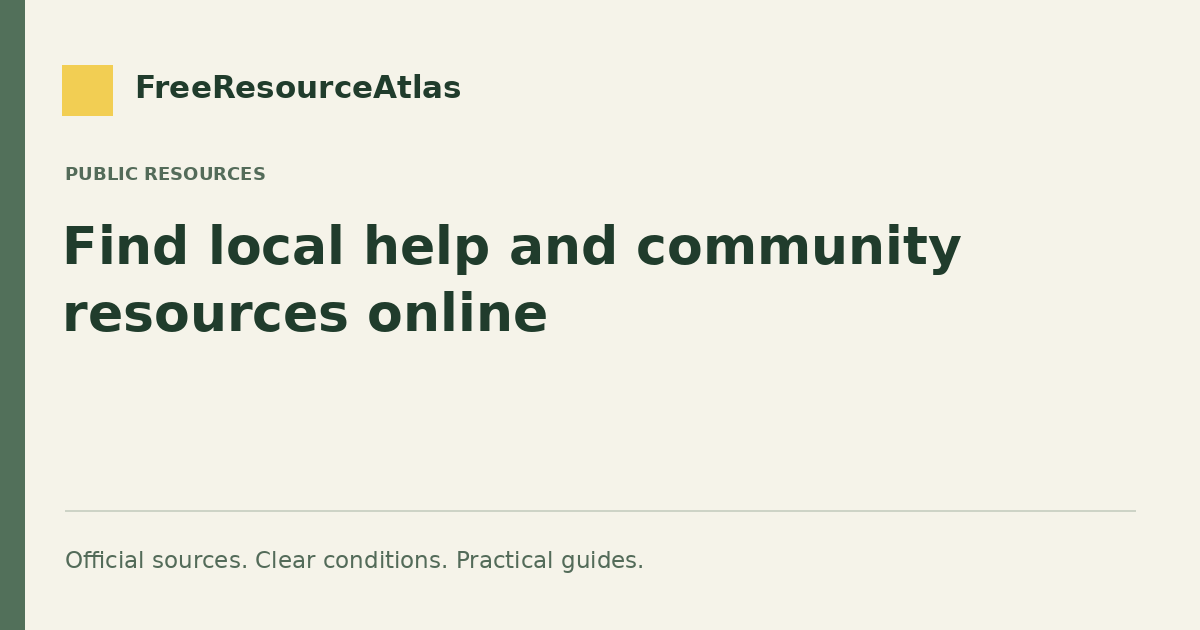 FreeResourceAtlas
PUBLIC RESOURCES
Find local help and community
resources online
Official sources. Clear conditions. Practical guides.